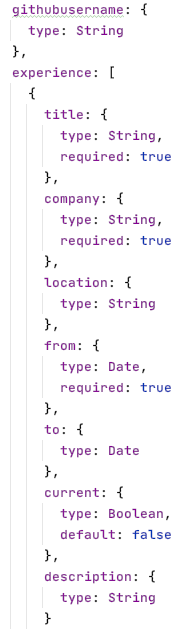 githubusername: {
  type: String
},
experience: [
  {
    title: {
      type: String,
      required: true
    },
    company: {
      type: String,
      required: true
    },
    location: {
      type: String
    },
    from: {
      type: Date,
      required: true
    },
    to: {
      type: Date
    },
    current: {
      type: Boolean,
      default: false
    },
    description: {
      type: String
    }